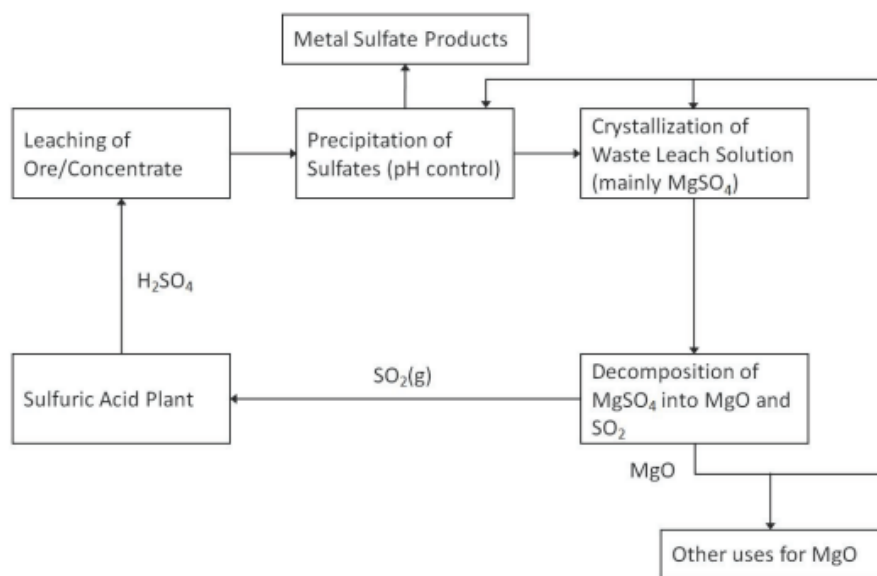 Metal Sulfate Products
Leaching of
Ore/Concentrate
Precipitation of
Sulfates (pH control)
Crystallization of
Waste Leach Solution
(mainly MgSO₄)
H₂SO₄
Sulfuric Acid Plant
SO₂(g)
Decomposition of
MgSO₄ into MgO and
SO₂
MgO
Other uses for MgO